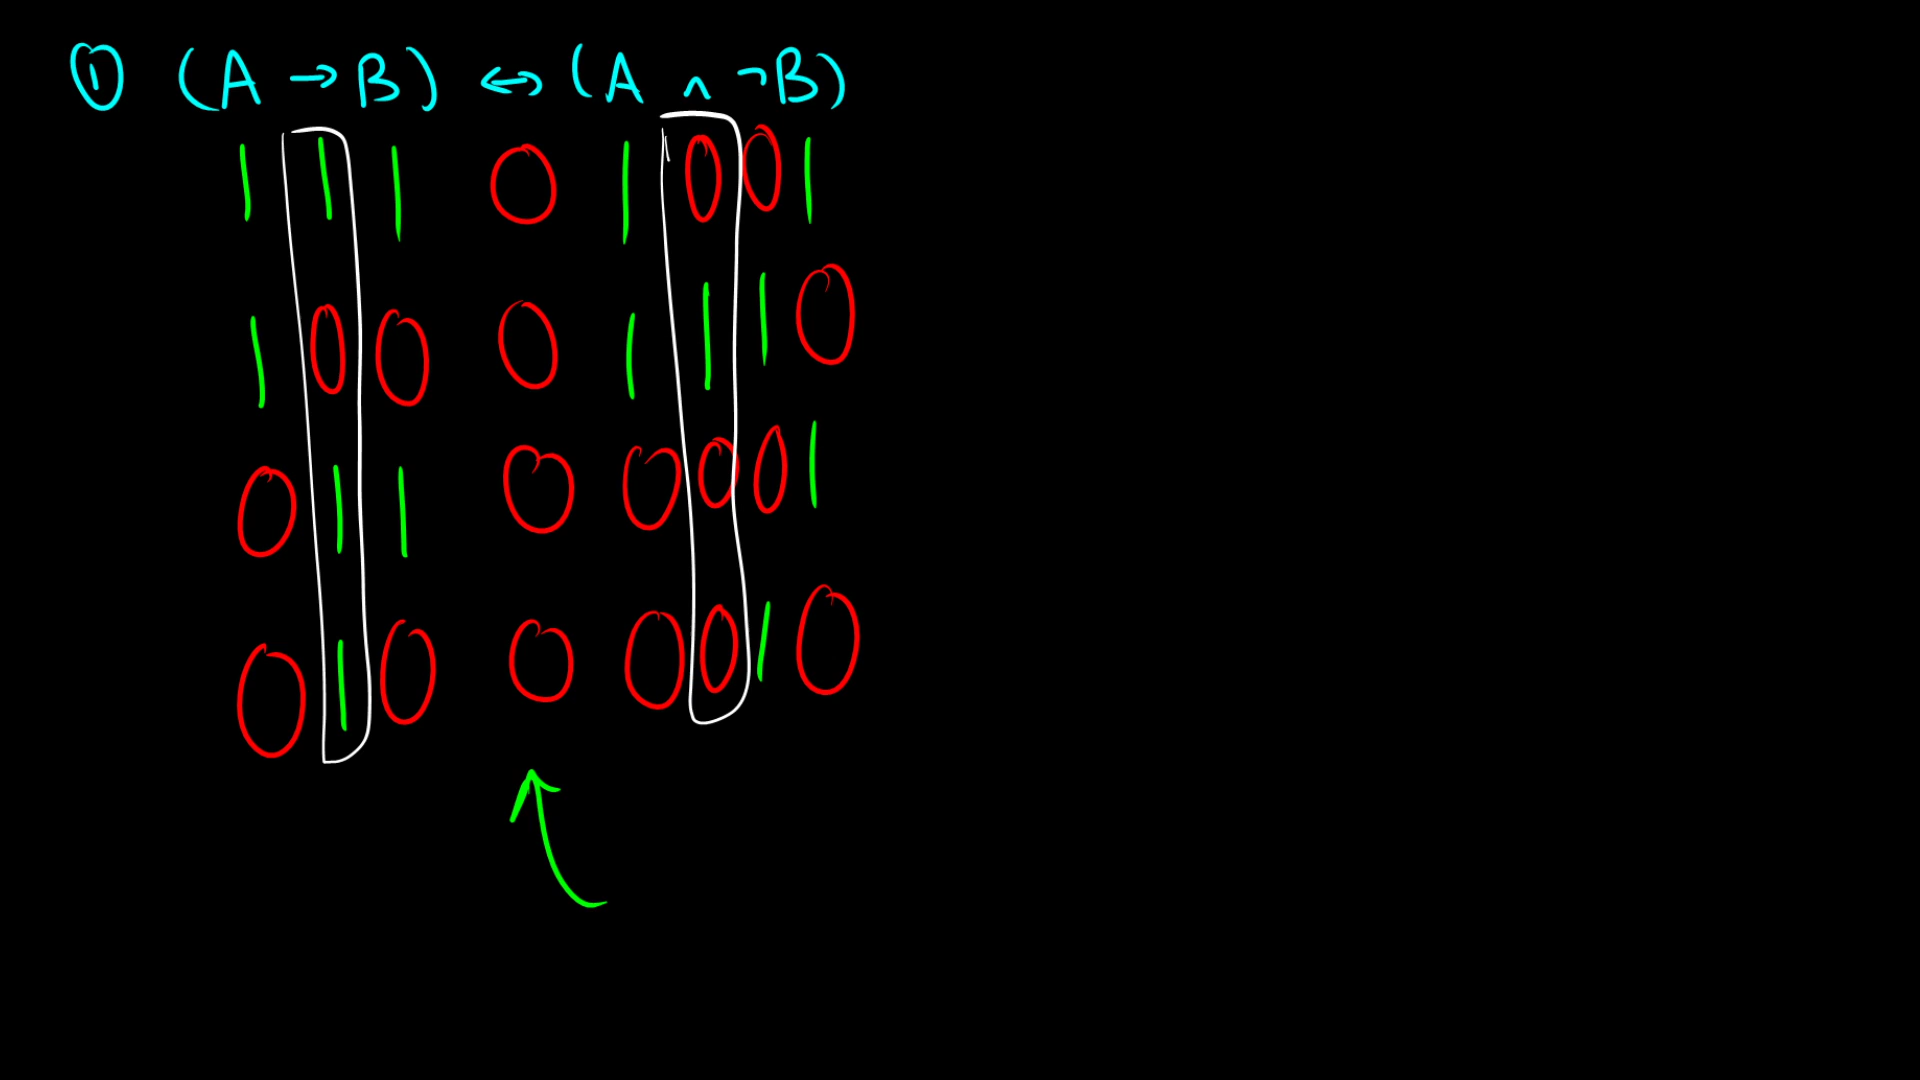 ① (A → B) ↔ (A ∧ ¬B)
1 1 1 0 1 0 0 1
1 0 0 0 1 1 1 0
0 1 1 0 0 0 0 1
0 1 0 0 0 0 1 0